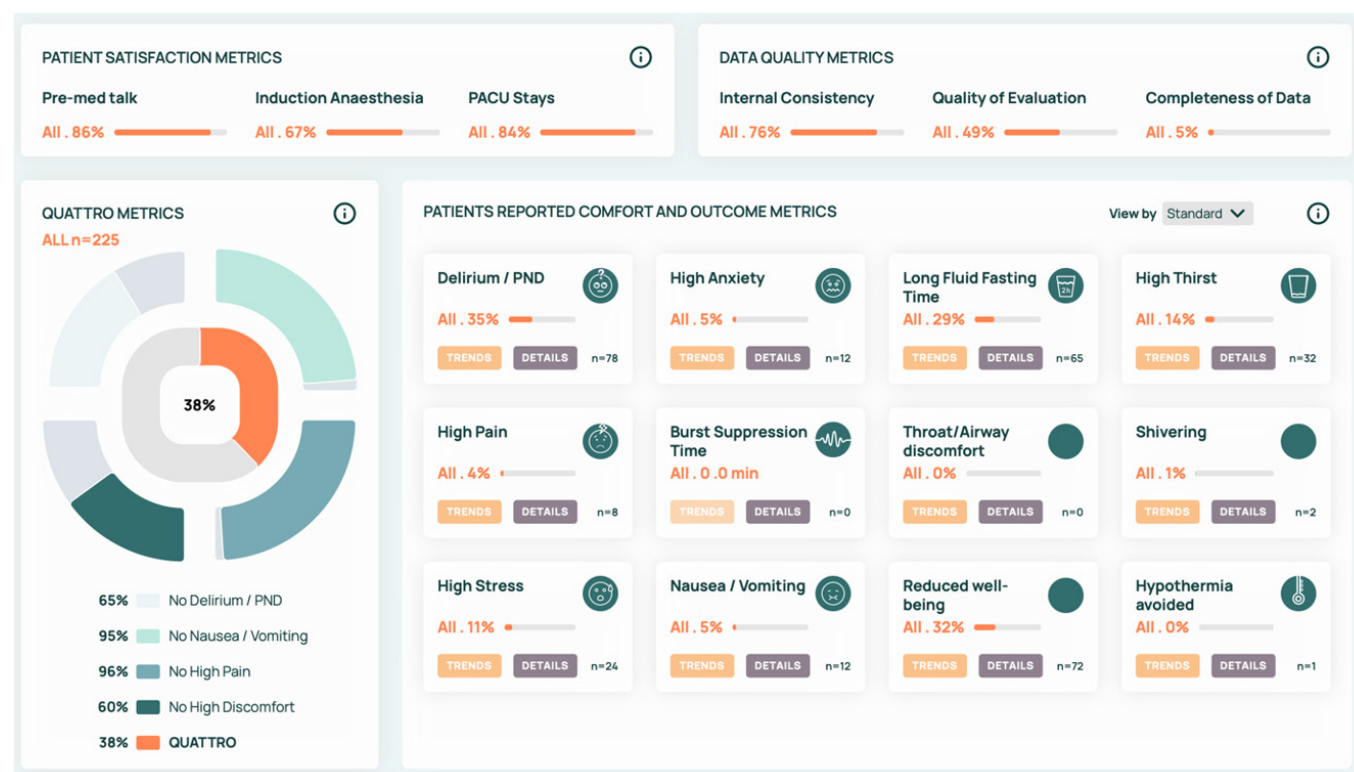 PATIENT SATISFACTION METRICS
Pre-med talk
Induction Anaesthesia
PACU Stays
All . 86%
All . 67%
All . 84%
DATA QUALITY METRICS
Internal Consistency
Quality of Evaluation
Completeness of Data
All . 76%
All . 49%
All . 5%
QUATTRO METRICS
ALL n=225
38%
65% No Delirium / PND
95% No Nausea / Vomiting
96% No High Pain
60% No High Discomfort
38% QUATTRO
PATIENTS REPORTED COMFORT AND OUTCOME METRICS
View by Standard
Delirium / PND
All . 35%
TRENDS DETAILS n=78
High Anxiety
All . 5%
TRENDS DETAILS n=12
Long Fluid Fasting
Time
2h
All . 29%
TRENDS DETAILS n=65
High Thirst
All . 14%
TRENDS DETAILS n=32
High Pain
All . 4%
TRENDS DETAILS n=8
Burst Suppression
Time
All . 0 .0 min
TRENDS DETAILS n=0
Throat/Airway
discomfort
All . 0%
TRENDS DETAILS n=0
Shivering
All . 1%
TRENDS DETAILS n=2
High Stress
All . 11%
TRENDS DETAILS n=24
Nausea / Vomiting
All . 5%
TRENDS DETAILS n=12
Reduced well-
being
All . 32%
TRENDS DETAILS n=72
Hypothermia
avoided
All . 0%
TRENDS DETAILS n=1